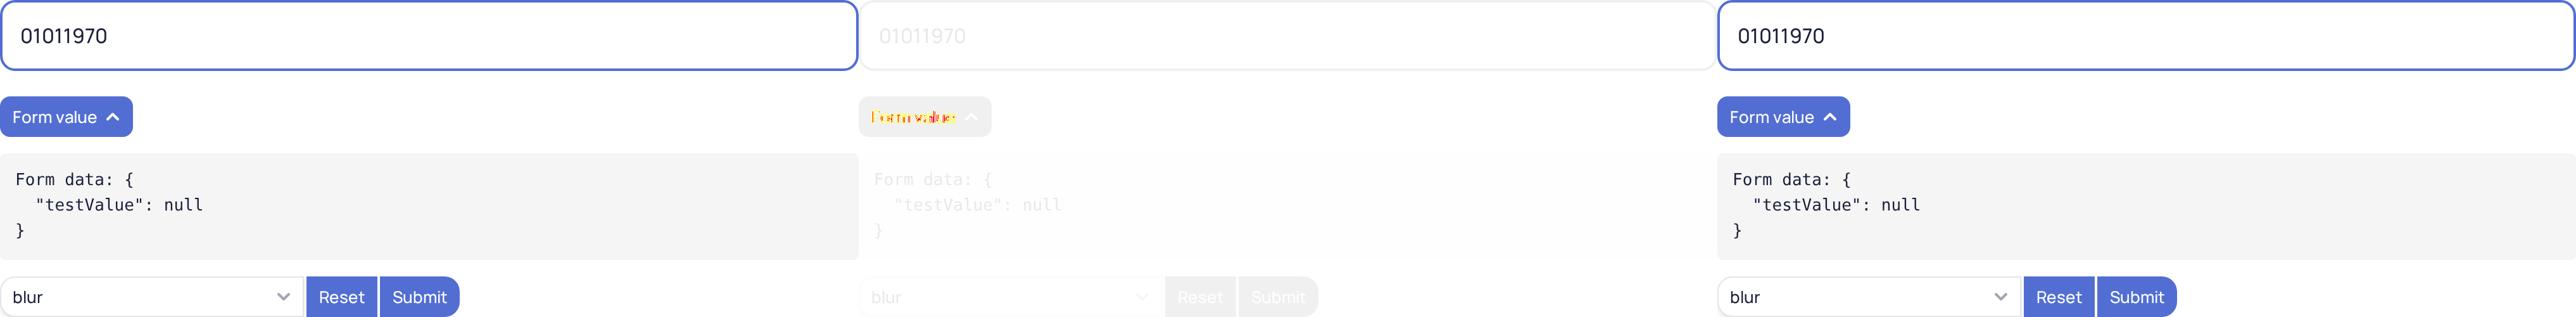 01011970
Form value
Form data: {
  "testValue": null
}
blur Reset Submit
01011970
Form value
Form data: {
  "testValue": null
}
blur Reset Submit
01011970
Form value
Form data: {
  "testValue": null
}
blur Reset Submit